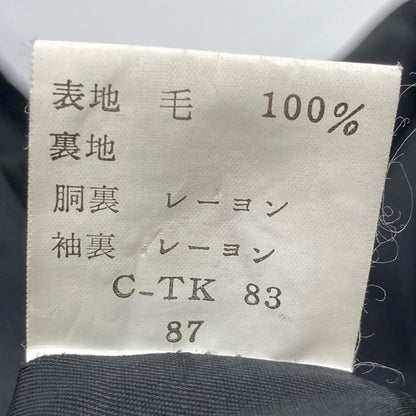 表地 毛 100%
裏地
胴裏 レーヨン
袖裏 レーヨン
C-TK 83
87